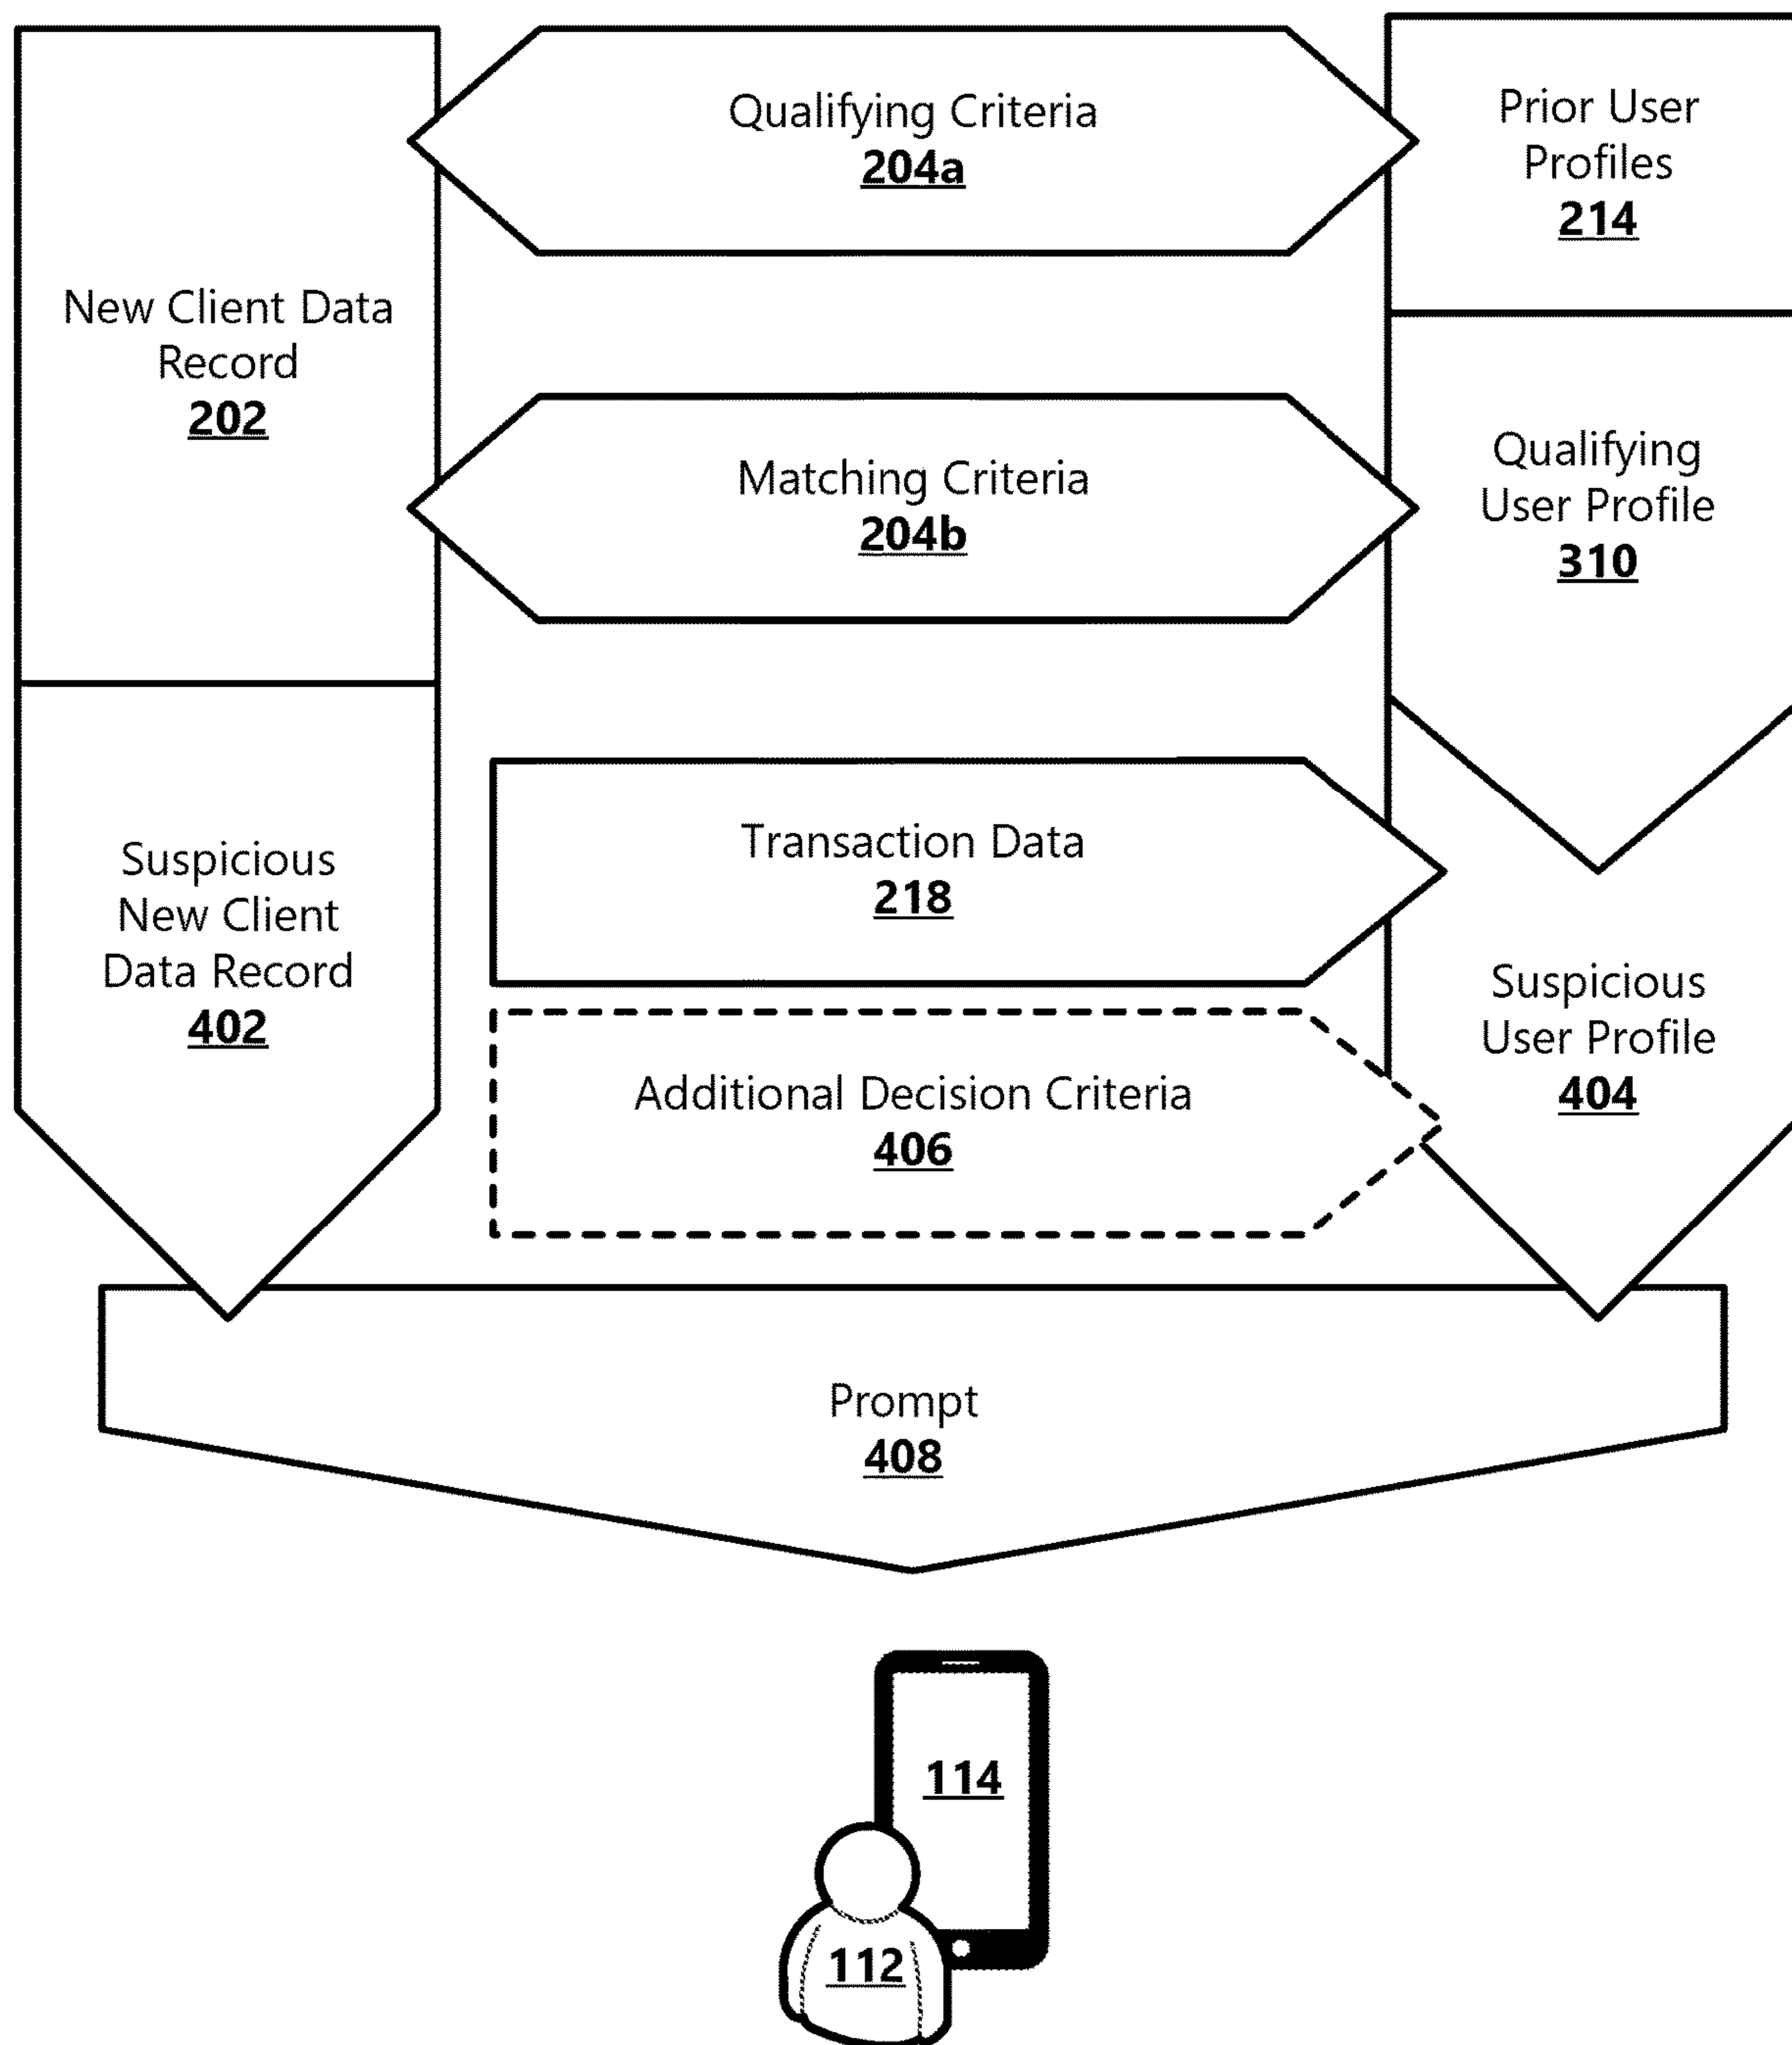 Qualifying Criteria
204a
Prior User
Profiles
214
New Client Data
Record
202
Matching Criteria
204b
Qualifying
User Profile
310
Transaction Data
218
Suspicious
New Client
Data Record
402
Suspicious
User Profile
404
Additional Decision Criteria
406
Prompt
408
114
112